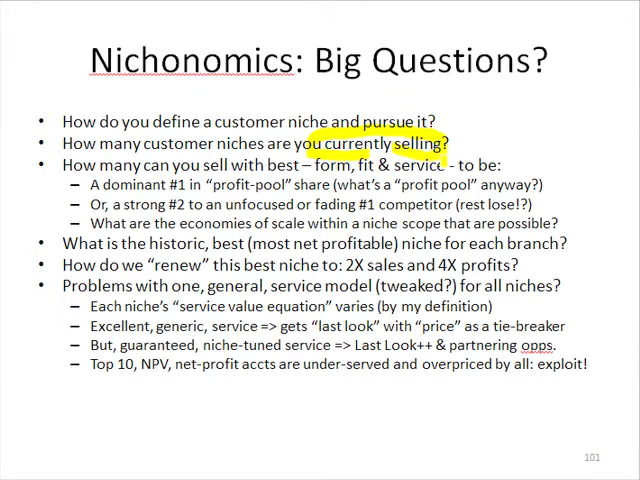 Nichonomics: Big Questions?
• How do you define a customer niche and pursue it?
• How many customer niches are you currently selling?
• How many can you sell with best – form, fit & service - to be:
– A dominant #1 in “profit-pool” share (what’s a “profit pool” anyway?)
– Or, a strong #2 to an unfocused or fading #1 competitor (rest lose!?)
– What are the economies of scale within a niche scope that are possible?
• What is the historic, best (most net profitable) niche for each branch?
• How do we “renew” this best niche to: 2X sales and 4X profits?
• Problems with one, general, service model (tweaked?) for all niches?
– Each niche’s “service value equation” varies (by my definition)
– Excellent, generic, service => gets “last look” with “price” as a tie-breaker
– But, guaranteed, niche-tuned service => Last Look++ & partnering opps.
– Top 10, NPV, net-profit accts are under-served and overpriced by all: exploit!
101